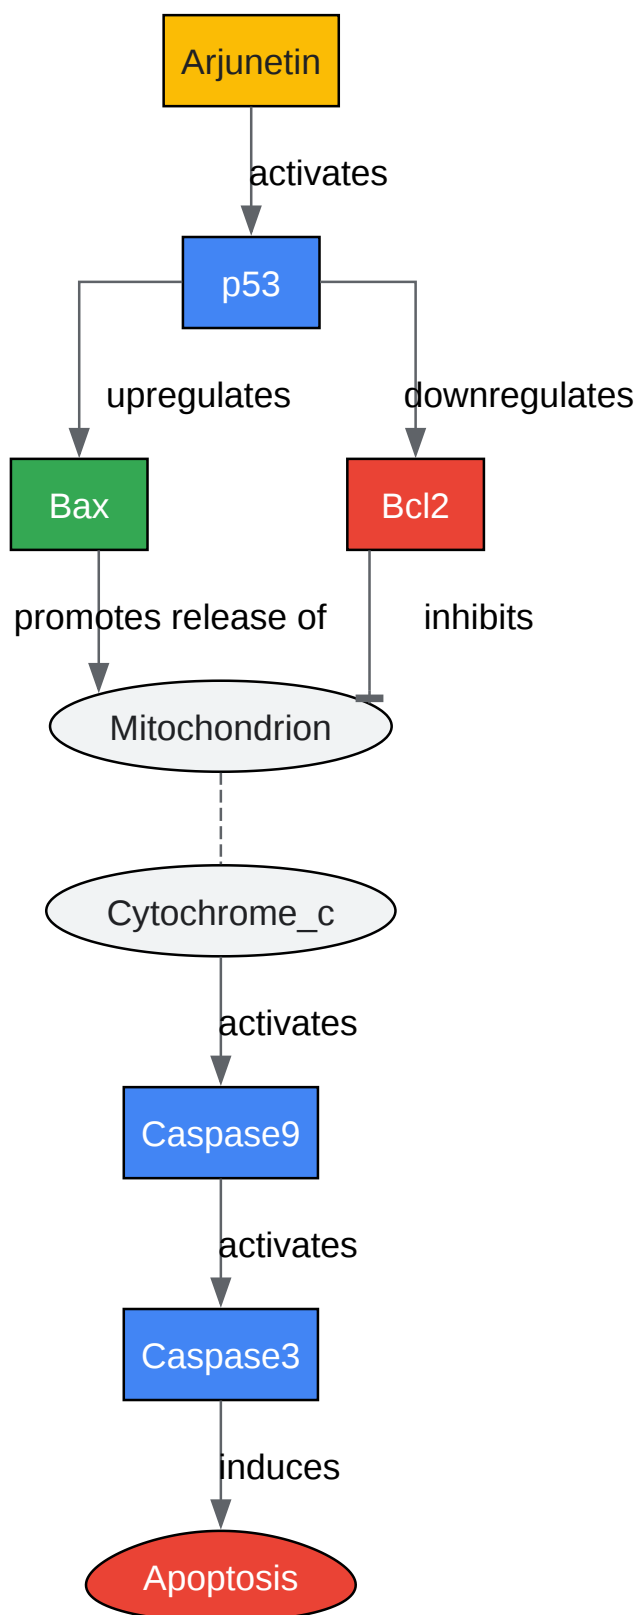 Arjunetin
activates
p53
upregulates
downregulates
Bax
Bcl2
promotes release of
inhibits
Mitochondrion
Cytochrome_c
activates
Caspase9
activates
Caspase3
induces
Apoptosis